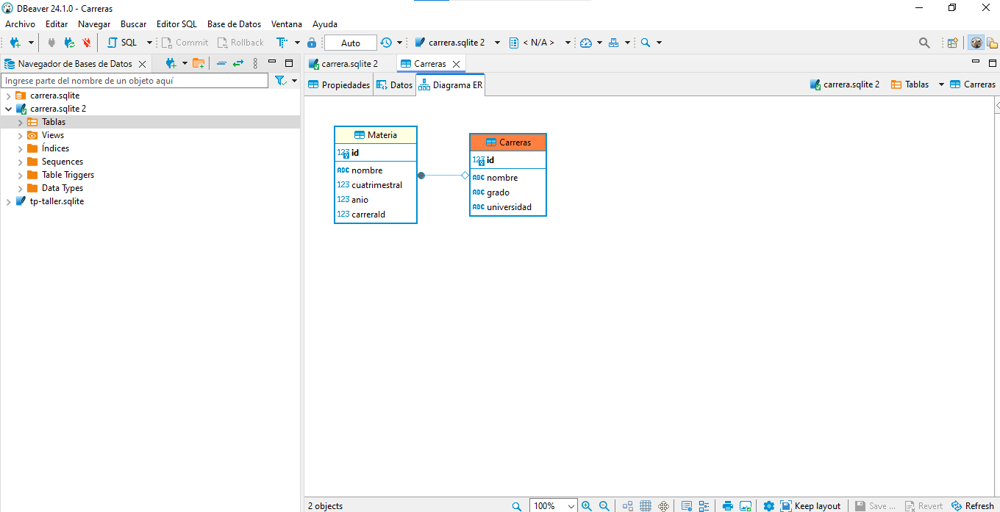 DBeaver 24.1.0 - Carreras
Archivo Editar Navegar Buscar Editor SQL Base de Datos Ventana Ayuda
SQL Commit Rollback Auto carrera.sqlite 2 < N/A >
Navegador de Bases de Datos
Ingrese parte del nombre de un objeto aquí
carrera.sqlite
carrera.sqlite 2
Tablas
Views
Índices
Sequences
Table Triggers
Data Types
tp-taller.sqlite
carrera.sqlite 2 Carreras
Propiedades Datos Diagrama ER carrera.sqlite 2 Tablas Carreras
Materia
123 id
ABC nombre
123 cuatrimestral
123 anio
123 carreraId
Carreras
123 id
ABC nombre
ABC grado
ABC universidad
2 objects 100% Keep layout Save ... Revert Refresh